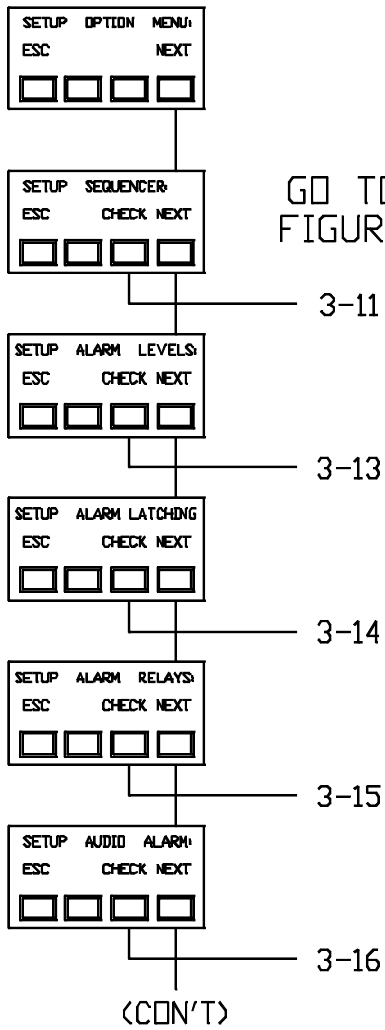 SETUP OPTION MENU:
ESC NEXT
SETUP SEQUENCER:
ESC CHECK NEXT
GO TO
FIGUR
3-11
SETUP ALARM LEVELS:
ESC CHECK NEXT
3-13
SETUP ALARM LATCHING
ESC CHECK NEXT
3-14
SETUP ALARM RELAYS:
ESC CHECK NEXT
3-15
SETUP AUDIO ALARM:
ESC CHECK NEXT
3-16
(CON'T)